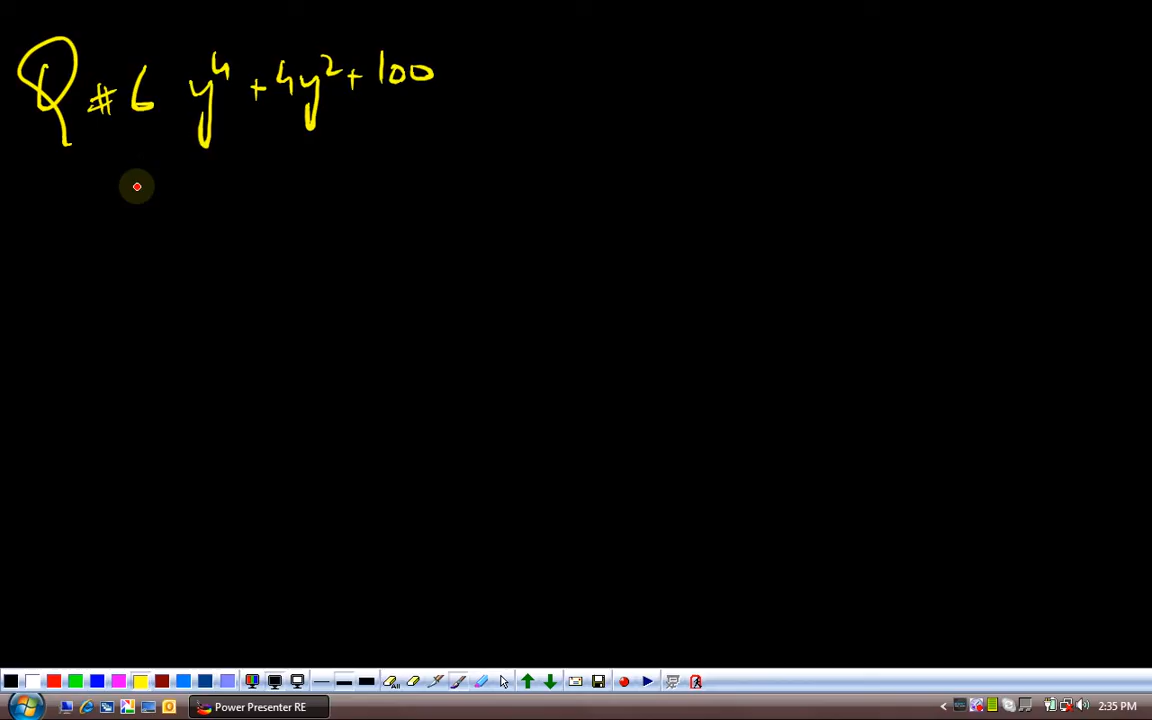 Q # 6 y⁴ + 4y² + 100
Power Presenter RE
2:35 PM